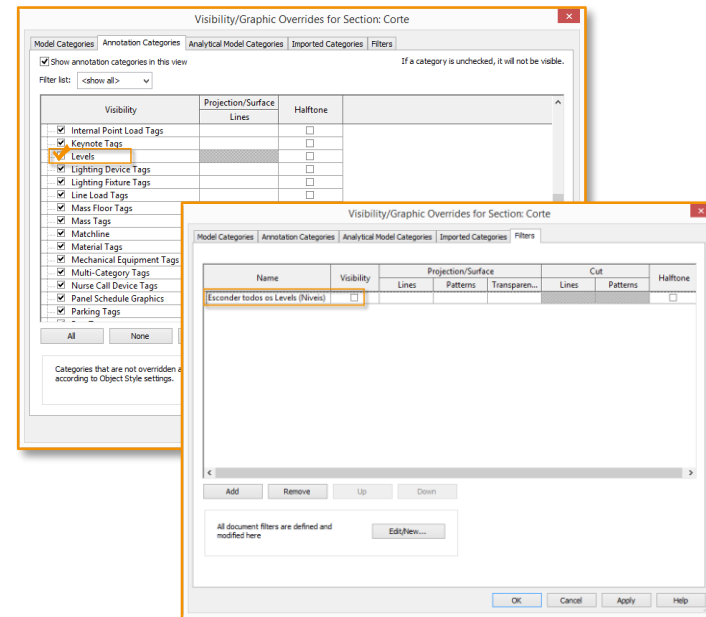 Visibility/Graphic Overrides for Section: Corte
Model Categories Annotation Categories Analytical Model Categories Imported Categories Filters
Show annotation categories in this view
If a category is unchecked, it will not be visible.
Filter list: <show all>
Visibility Projection/Surface Halftone
Lines
Internal Point Load Tags
Keynote Tags
Levels
Lighting Device Tags
Lighting Fixture Tags
Line Load Tags
Mass Floor Tags
Mass Tags
Matchline
Material Tags
Mechanical Equipment Tags
Multi-Category Tags
Nurse Call Device Tags
Panel Schedule Graphics
Parking Tags
All None
Categories that are not overridden a
according to Object Style settings.
Visibility/Graphic Overrides for Section: Corte
Model Categories Annotation Categories Analytical Model Categories Imported Categories Filters
Name Visibility Projection/Surface Cut Halftone
Lines Patterns Transparen... Lines Patterns
Esconder todos os Levels (Niveis)
Add Remove Up Down
All document filters are defined and
modified here
Edit/New...
OK Cancel Apply Help